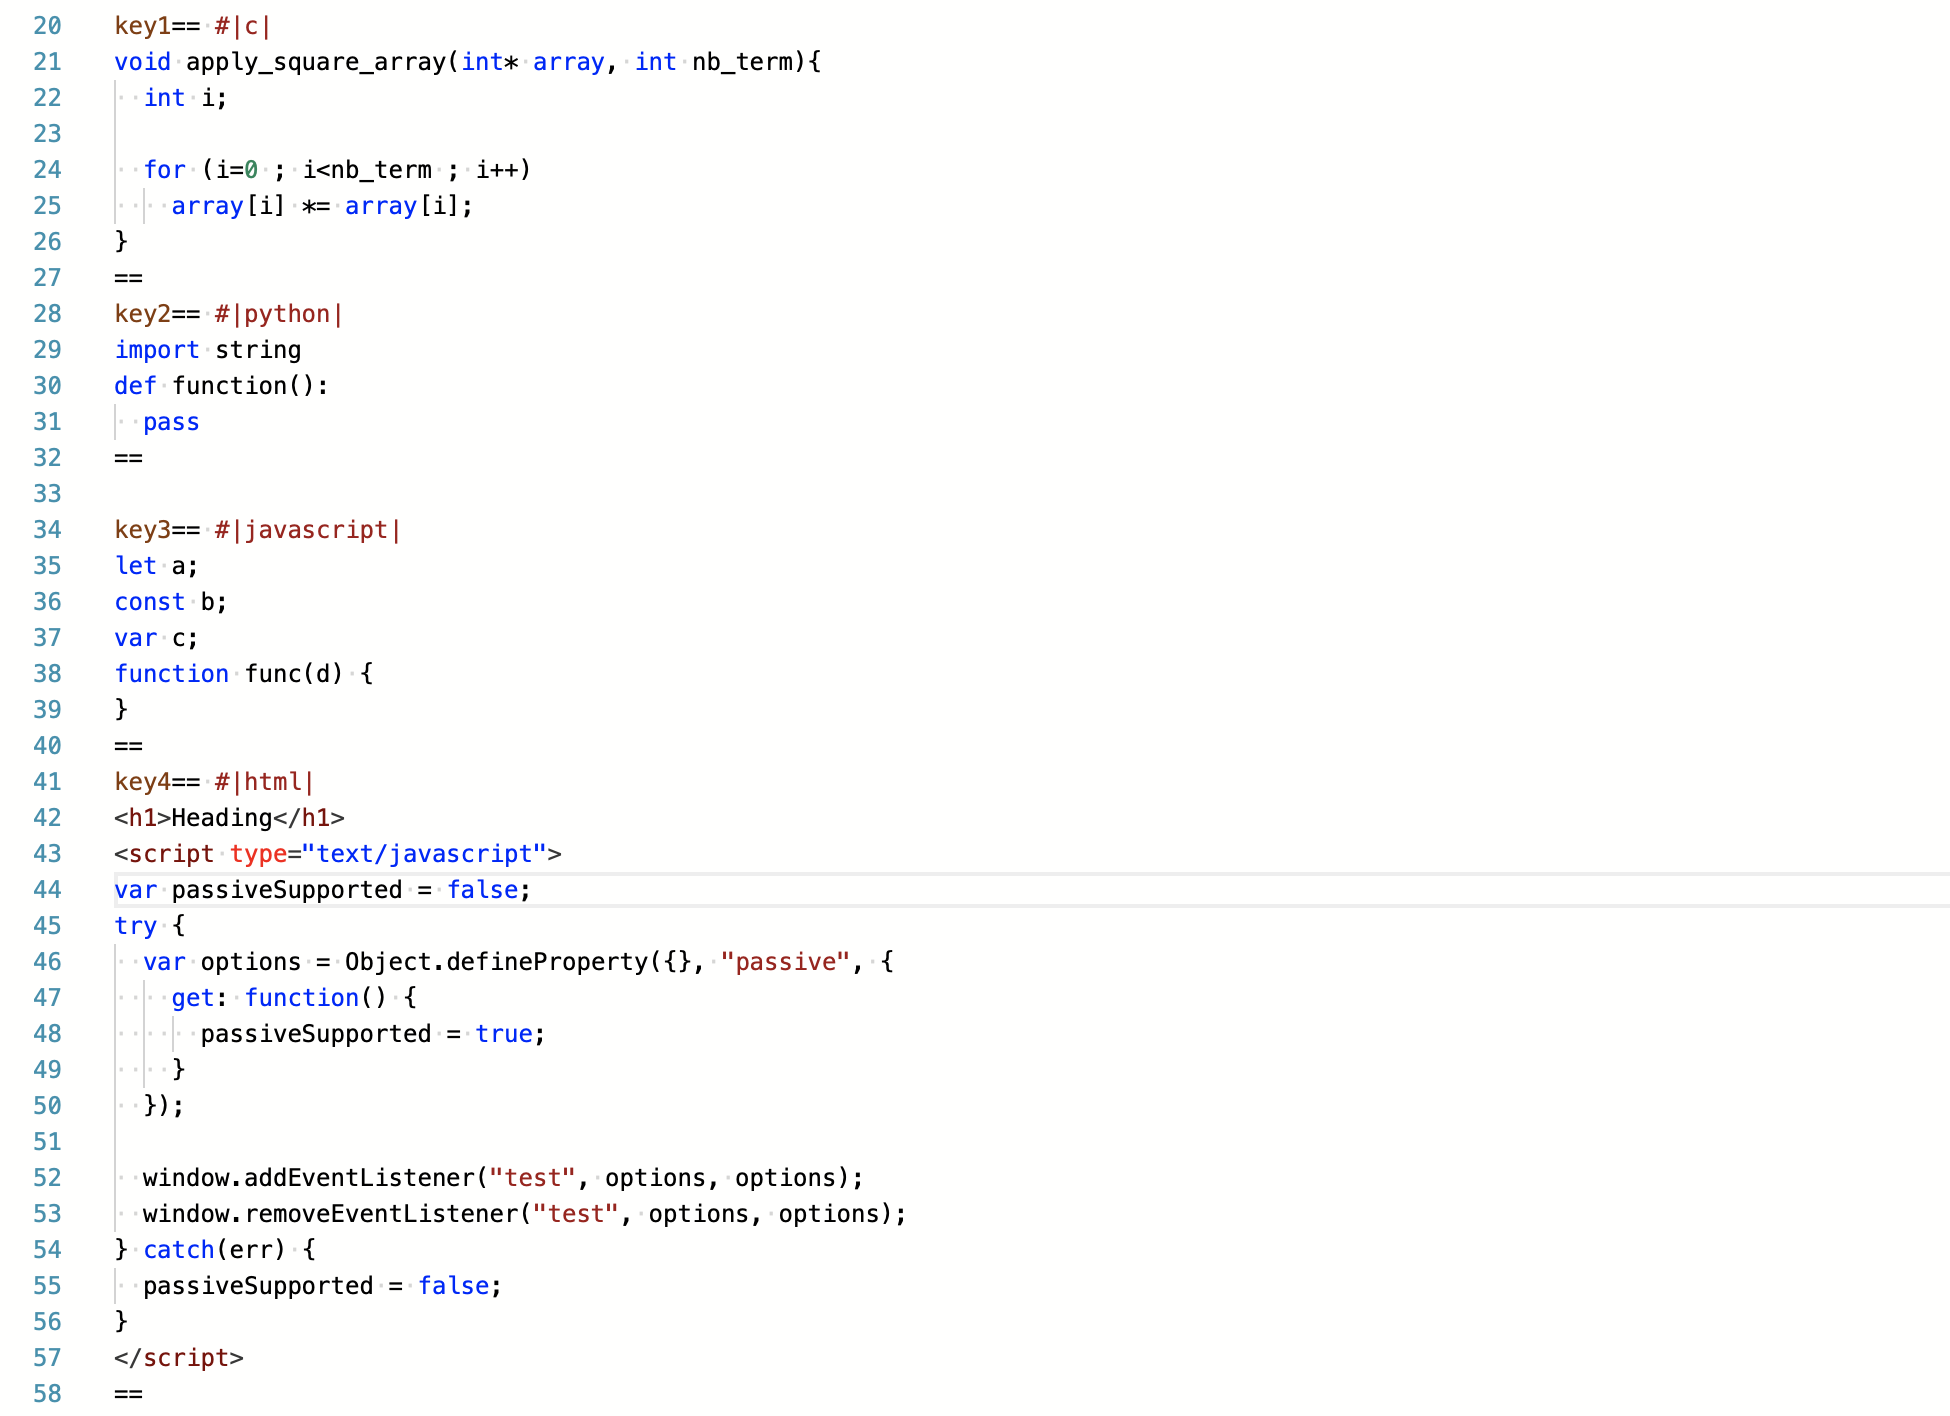 20 key1== #|c|
21 void apply_square_array(int* array, int nb_term){
22   int i;
23
24   for (i=0 ; i<nb_term ; i++)
25     array[i] *= array[i];
26 }
27 ==
28 key2== #|python|
29 import string
30 def function():
31   pass
32 ==
33
34 key3== #|javascript|
35 let a;
36 const b;
37 var c;
38 function func(d) {
39 }
40 ==
41 key4== #|html|
42 <h1>Heading</h1>
43 <script type="text/javascript">
44 var passiveSupported = false;
45 try {
46   var options = Object.defineProperty({}, "passive", {
47     get: function() {
48       passiveSupported = true;
49     }
50   });
51
52   window.addEventListener("test", options, options);
53   window.removeEventListener("test", options, options);
54 } catch(err) {
55   passiveSupported = false;
56 }
57 </script>
58 ==